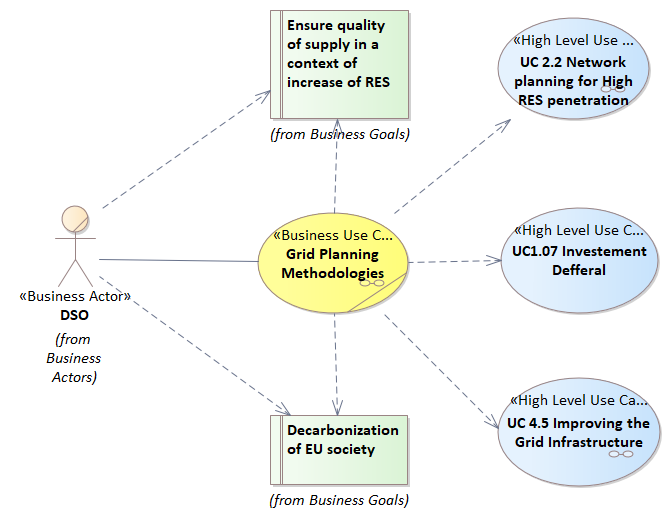 Ensure quality
of supply in a
context of
increase of RES
(from Business Goals)
«High Level Use ...
UC 2.2 Network
planning for High
RES penetration
«Business Actor»
DSO
(from
Business
Actors)
«Business Use C...
Grid Planning
Methodologies
«High Level Use C...
UC1.07 Investement
Defferal
Decarbonization
of EU society
(from Business Goals)
«High Level Use Ca...
UC 4.5 Improving the
Grid Infrastructure